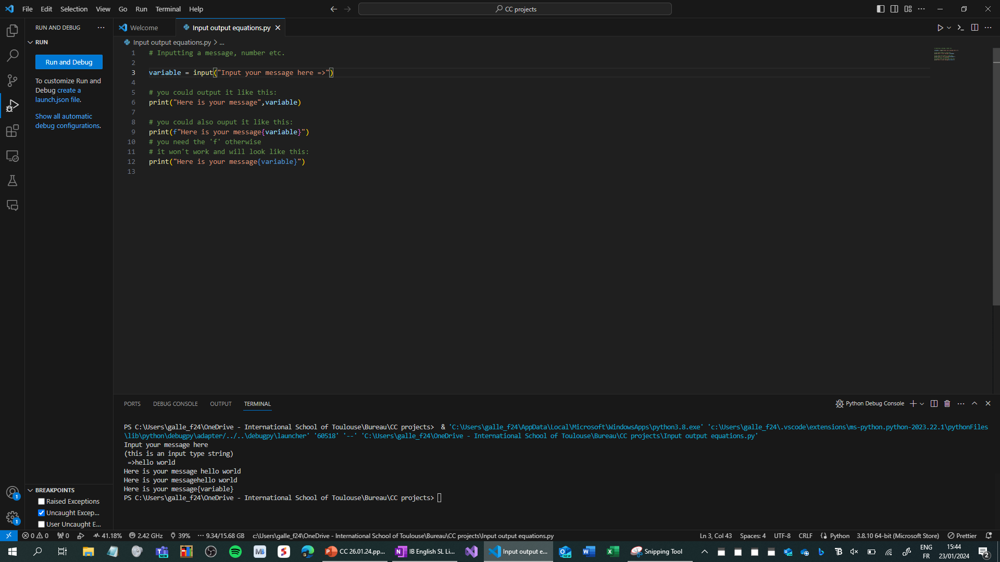 File Edit Selection View Go Run Terminal Help
CC projects
RUN AND DEBUG
Welcome
Input output equations.py
RUN
Input output equations.py > ...
Run and Debug
To customize Run and
Debug create a
launch.json file.
Show all automatic
debug configurations.
1 # Inputting a message, number etc.
2
3 variable = input("Input your message here =>")
4
5 # you could output it like this:
6 print("Here is your message",variable)
7
8 # you could also ouput it like this:
9 print(f"Here is your message{variable}")
10 # you need the 'f' otherwise
11 # it won't work and will look like this:
12 print("Here is your message{variable}")
13
PORTS DEBUG CONSOLE OUTPUT TERMINAL
Python Debug Console
PS C:\Users\galle_f24\OneDrive - International School of Toulouse\Bureau\CC projects> & 'C:\Users\galle_f24\AppData\Local\Microsoft\WindowsApps\python3.8.exe' 'c:\Users\galle_f24\.vscode\extensions\ms-python.python-2023.22.1\pythonFiles
\lib\python\debugpy\adapter/../..\debugpy\launcher' '60518' '--' 'C:\Users\galle_f24\OneDrive - International School of Toulouse\Bureau\CC projects\Input output equations.py'
Input your message here
(this is an input type string)
=>hello world
Here is your message hello world
Here is your messagehello world
Here is your message{variable}
PS C:\Users\galle_f24\OneDrive - International School of Toulouse\Bureau\CC projects>
BREAKPOINTS
Raised Exceptions
Uncaught Excep...
User Uncaught E...
1
1
0 0 0 41.18% 2.42 GHz 39% 9.34/15.68 GB c:\Users\galle_f24\OneDrive - International School of Toulouse\Bureau\CC projects\Input output equations.py
Ln 3, Col 43 Spaces: 4 UTF-8 CRLF Python 3.8.10 64-bit (Microsoft Store) Prettier
NEW
CC 26.01.24.pp...
IB English SL Li...
Input output e...
NEW
Snipping Tool
ENG
FR
15:44
23/01/2024
2